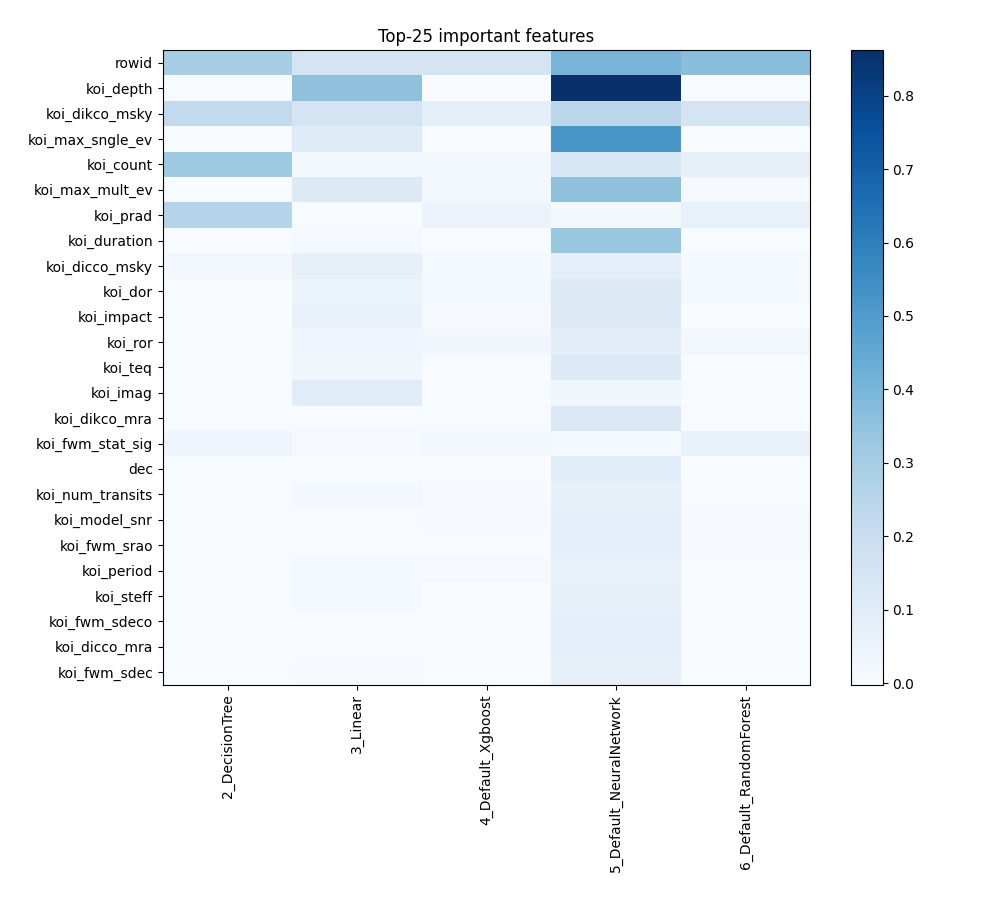 Top-25 important features
rowid
koi_depth
koi_dikco_msky
koi_max_sngle_ev
koi_count
koi_max_mult_ev
koi_prad
koi_duration
koi_dicco_msky
koi_dor
koi_impact
koi_ror
koi_teq
koi_imag
koi_dikco_mra
koi_fwm_stat_sig
dec
koi_num_transits
koi_model_snr
koi_fwm_srao
koi_period
koi_steff
koi_fwm_sdeco
koi_dicco_mra
koi_fwm_sdec
2_DecisionTree
3_Linear
4_Default_Xgboost
5_Default_NeuralNetwork
6_Default_RandomForest
0.8
0.7
0.6
0.5
0.4
0.3
0.2
0.1
0.0